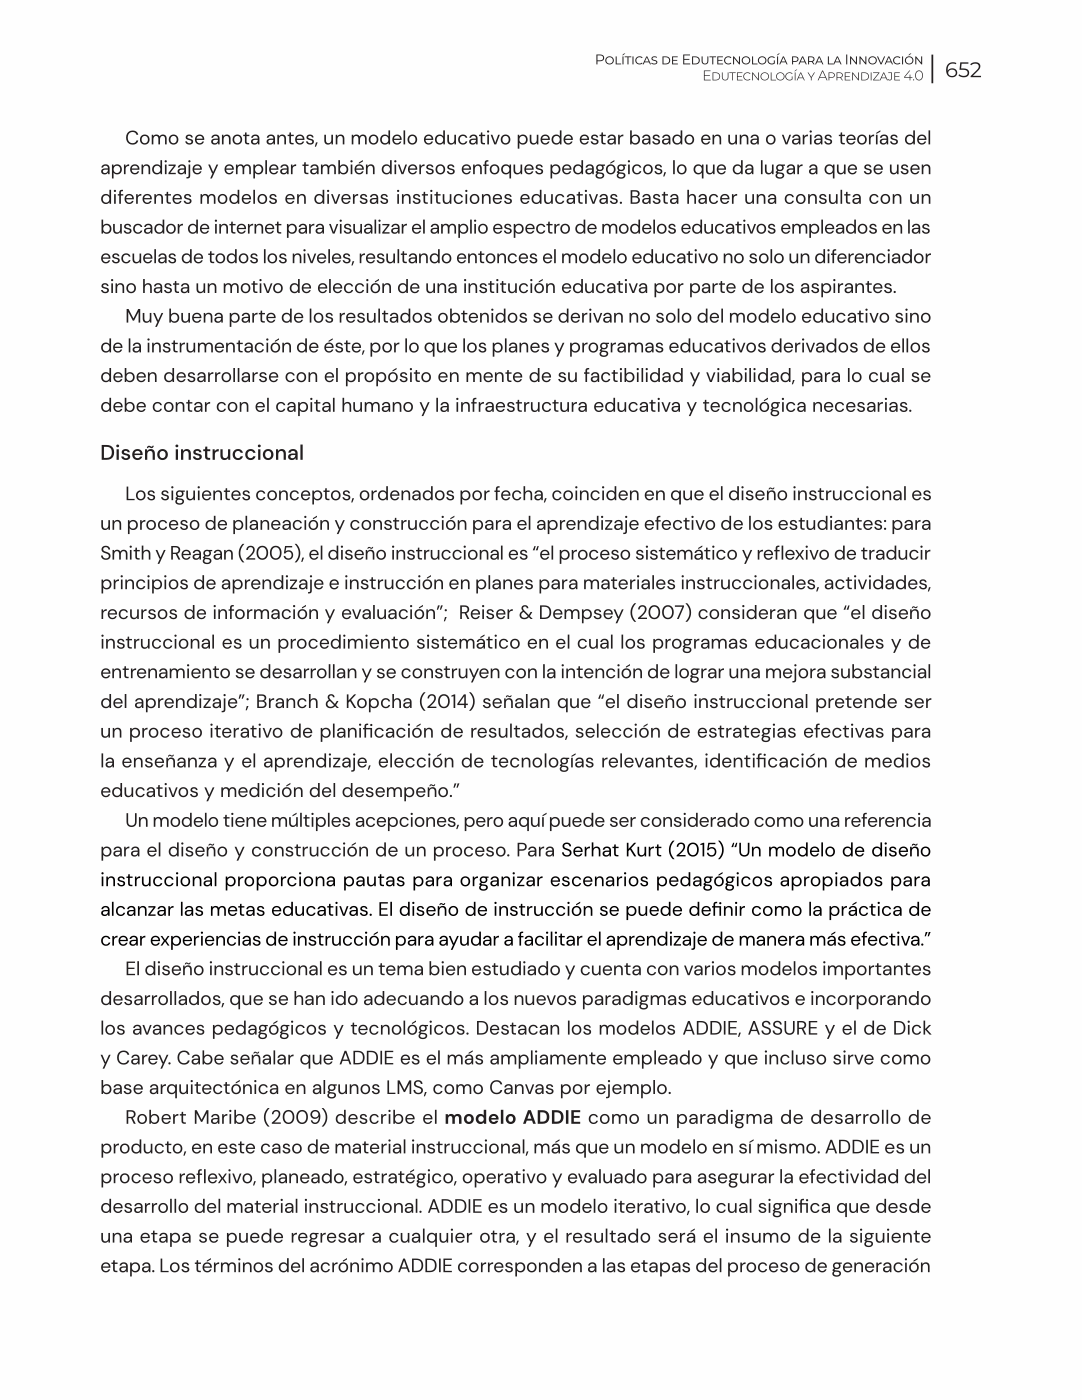 Políticas de Edutecnología para la Innovación
Edutecnología y Aprendizaje 4.0
652
Como se anota antes, un modelo educativo puede estar basado en una o varias teorías del
aprendizaje y emplear también diversos enfoques pedagógicos, lo que da lugar a que se usen
diferentes modelos en diversas instituciones educativas. Basta hacer una consulta con un
buscador de internet para visualizar el amplio espectro de modelos educativos empleados en las
escuelas de todos los niveles, resultando entonces el modelo educativo no solo un diferenciador
sino hasta un motivo de elección de una institución educativa por parte de los aspirantes.
Muy buena parte de los resultados obtenidos se derivan no solo del modelo educativo sino
de la instrumentación de éste, por lo que los planes y programas educativos derivados de ellos
deben desarrollarse con el propósito en mente de su factibilidad y viabilidad, para lo cual se
debe contar con el capital humano y la infraestructura educativa y tecnológica necesarias.
Diseño instruccional
Los siguientes conceptos, ordenados por fecha, coinciden en que el diseño instruccional es
un proceso de planeación y construcción para el aprendizaje efectivo de los estudiantes: para
Smith y Reagan (2005), el diseño instruccional es “el proceso sistemático y reflexivo de traducir
principios de aprendizaje e instrucción en planes para materiales instruccionales, actividades,
recursos de información y evaluación”; Reiser & Dempsey (2007) consideran que “el diseño
instruccional es un procedimiento sistemático en el cual los programas educacionales y de
entrenamiento se desarrollan y se construyen con la intención de lograr una mejora substancial
del aprendizaje”; Branch & Kopcha (2014) señalan que “el diseño instruccional pretende ser
un proceso iterativo de planificación de resultados, selección de estrategias efectivas para
la enseñanza y el aprendizaje, elección de tecnologías relevantes, identificación de medios
educativos y medición del desempeño.”
Un modelo tiene múltiples acepciones, pero aquí puede ser considerado como una referencia
para el diseño y construcción de un proceso. Para Serhat Kurt (2015) “Un modelo de diseño
instruccional proporciona pautas para organizar escenarios pedagógicos apropiados para
alcanzar las metas educativas. El diseño de instrucción se puede definir como la práctica de
crear experiencias de instrucción para ayudar a facilitar el aprendizaje de manera más efectiva.”
El diseño instruccional es un tema bien estudiado y cuenta con varios modelos importantes
desarrollados, que se han ido adecuando a los nuevos paradigmas educativos e incorporando
los avances pedagógicos y tecnológicos. Destacan los modelos ADDIE, ASSURE y el de Dick
y Carey. Cabe señalar que ADDIE es el más ampliamente empleado y que incluso sirve como
base arquitectónica en algunos LMS, como Canvas por ejemplo.
Robert Maribe (2009) describe el modelo ADDIE como un paradigma de desarrollo de
producto, en este caso de material instruccional, más que un modelo en sí mismo. ADDIE es un
proceso reflexivo, planeado, estratégico, operativo y evaluado para asegurar la efectividad del
desarrollo del material instruccional. ADDIE es un modelo iterativo, lo cual significa que desde
una etapa se puede regresar a cualquier otra, y el resultado será el insumo de la siguiente
etapa. Los términos del acrónimo ADDIE corresponden a las etapas del proceso de generación